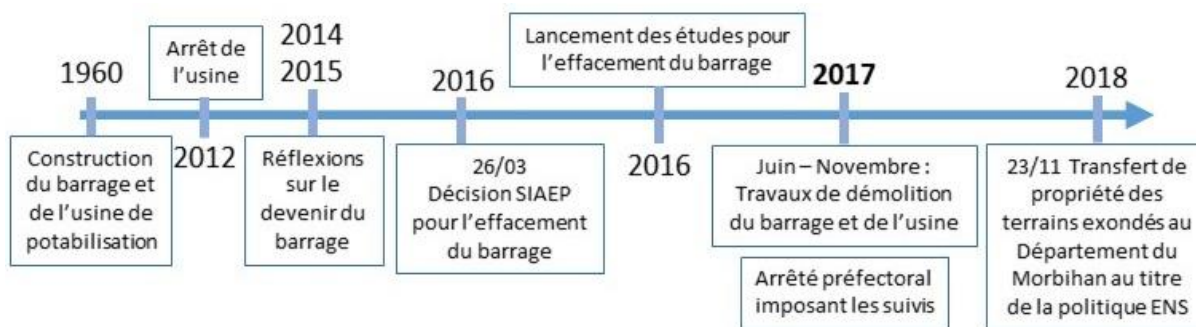 1960
Construction
du barrage et
de l'usine de
potabilisation
Arrêt de
l'usine
2012
2014
2015
Réflexions
sur le
devenir du
barrage
2016
26/03
Décision SIAEP
pour l'effacement
du barrage
Lancement des études pour
l'effacement du barrage
2016
2017
Juin – Novembre :
Travaux de démolition
du barrage et de l'usine
Arrêté préfectoral
imposant les suivis
2018
23/11 Transfert de
propriété des
terrains exondés au
Département du
Morbihan au titre
de la politique ENS